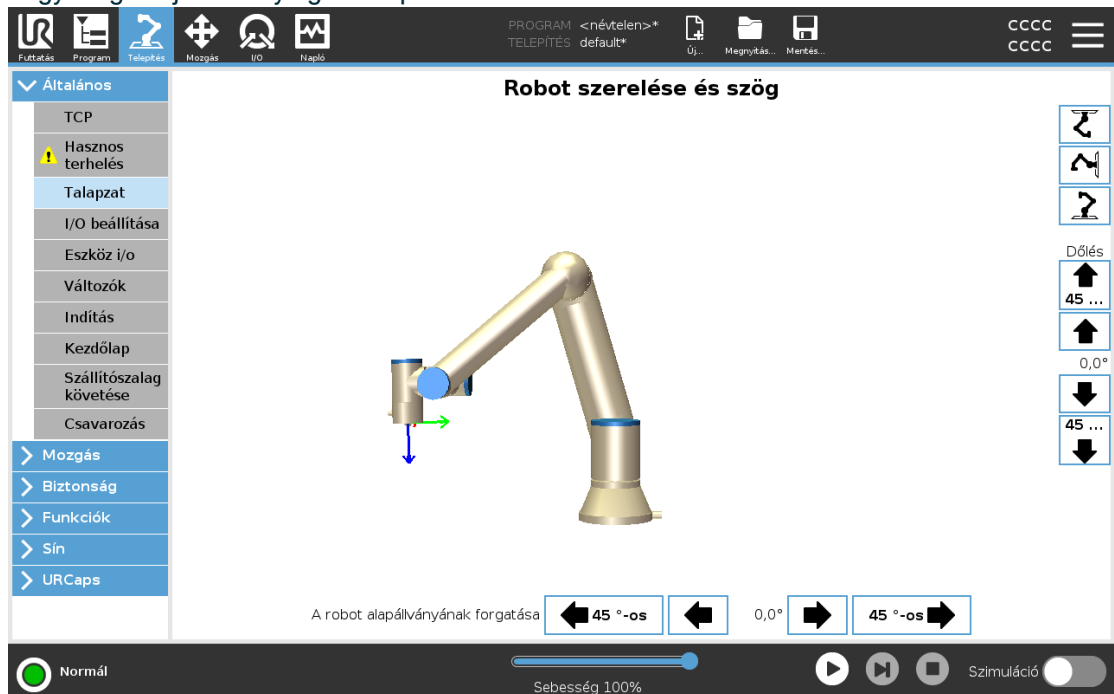 PROGRAM <névtelen>*
TELEPÍTÉS default*
CCCC
CCCC
Futtatás Program Telepítés Mozgás I/O Napló Új... Megnyitás... Mentés...
Általános
Robot szerelése és szög
TCP
Hasznos
terhelés
Talapzat
I/O beállítása
Eszköz i/o
Változók
Indítás
Kezdőlap
Szállítószalag
követése
Csavarozás
Mozgás
Biztonság
Funkciók
Sín
URCaps
Dőlés
45 ...
0,0°
45 ...
A robot alapállványának forgatása 45 °-os 0,0° 45 °-os
Normál
Sebesség 100%
Szimuláció